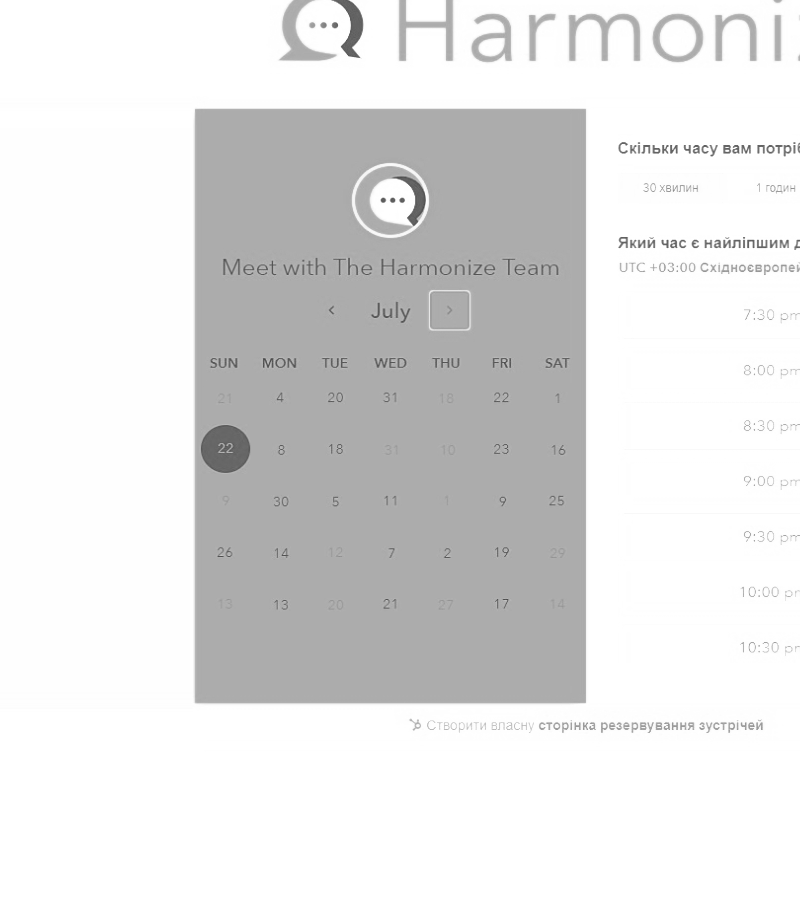 Harmoni
Meet with The Harmonize Team
July
SUN MON TUE WED THU FRI SAT
21 4 20 31 18 22 1
22 8 18 31 10 23 16
9 30 5 11 1 9 25
26 14 12 7 2 19 29
13 13 20 21 27 17 14
Скільки часу вам потріб
30 хвилин 1 годин
Який час є найліпшим д
UTC +03:00 Східноєвропей
7:30 pm
8:00 pm
8:30 pm
9:00 pm
9:30 pm
10:00 pm
10:30 pm
Створити власну сторінка резервування зустрічей